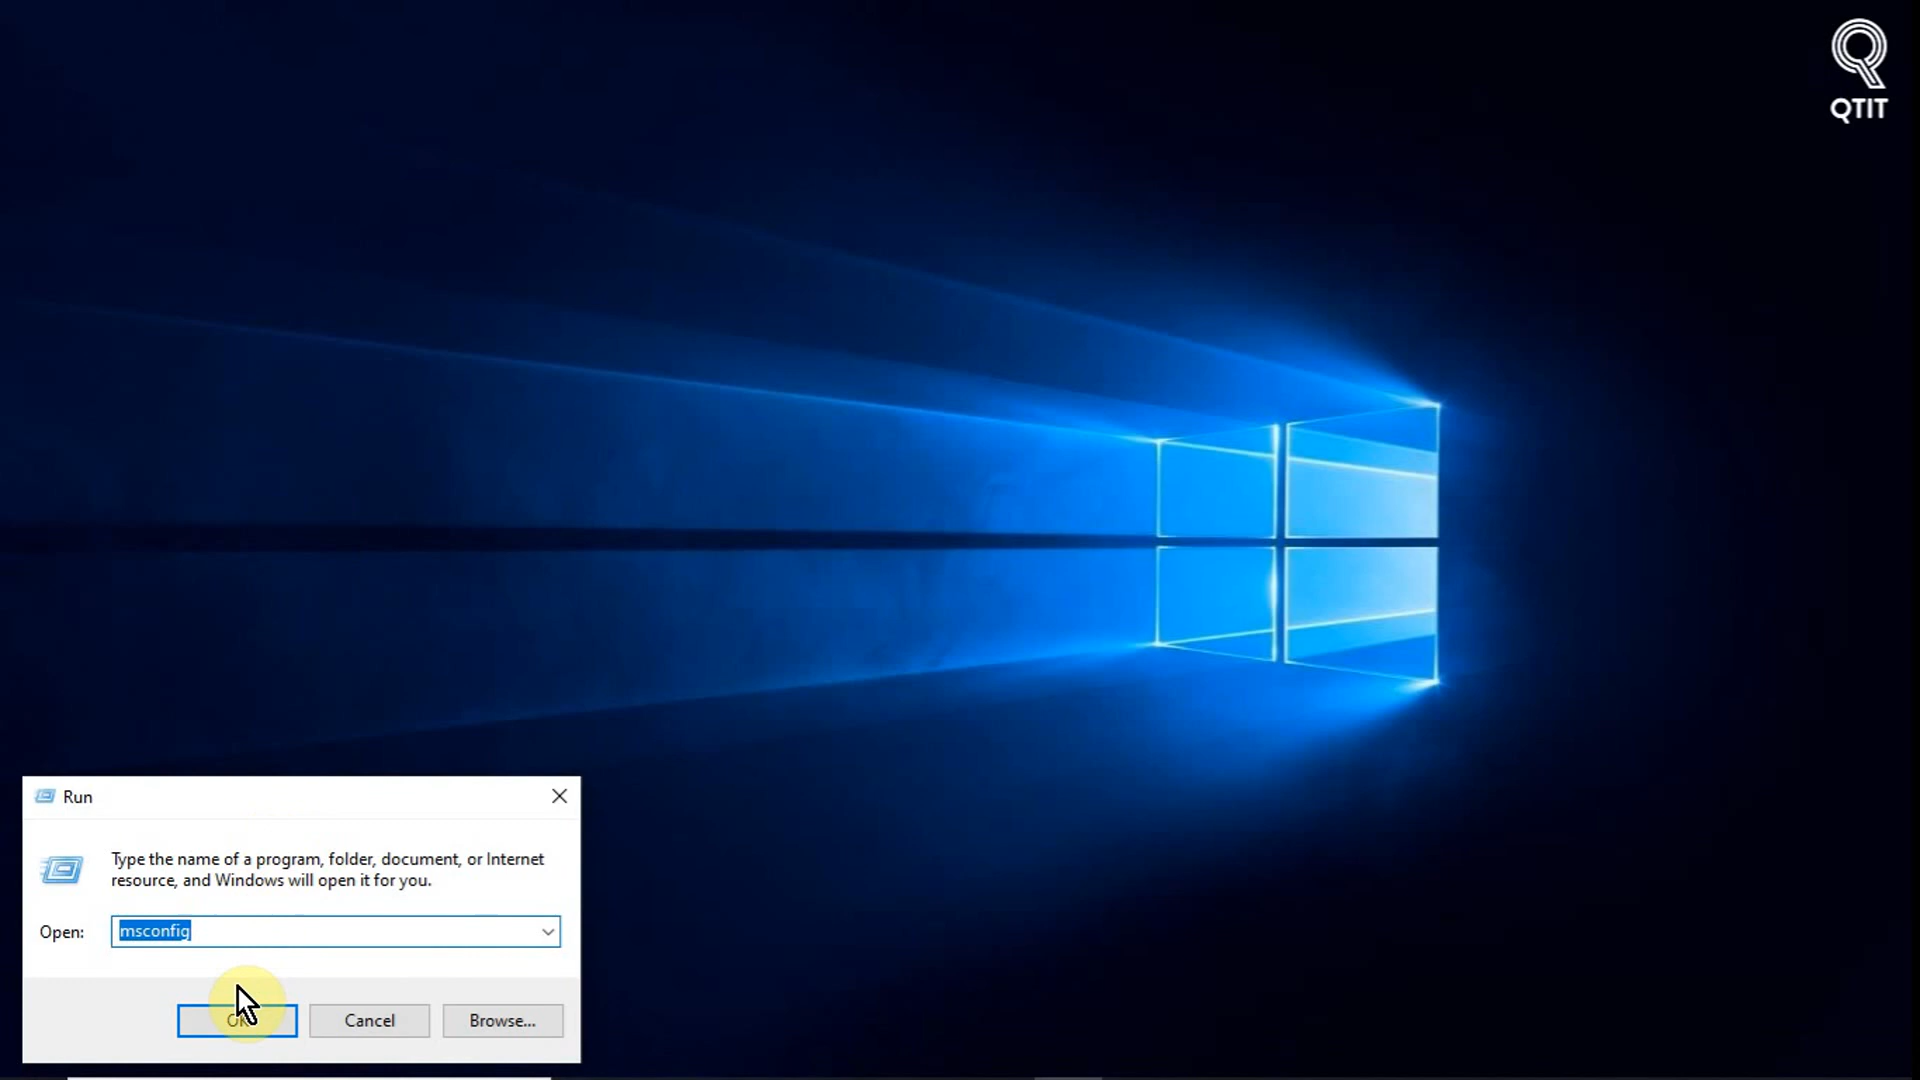 QTIT
Run
Type the name of a program, folder, document, or Internet
resource, and Windows will open it for you.
Open:
msconfig
OK
Cancel
Browse...